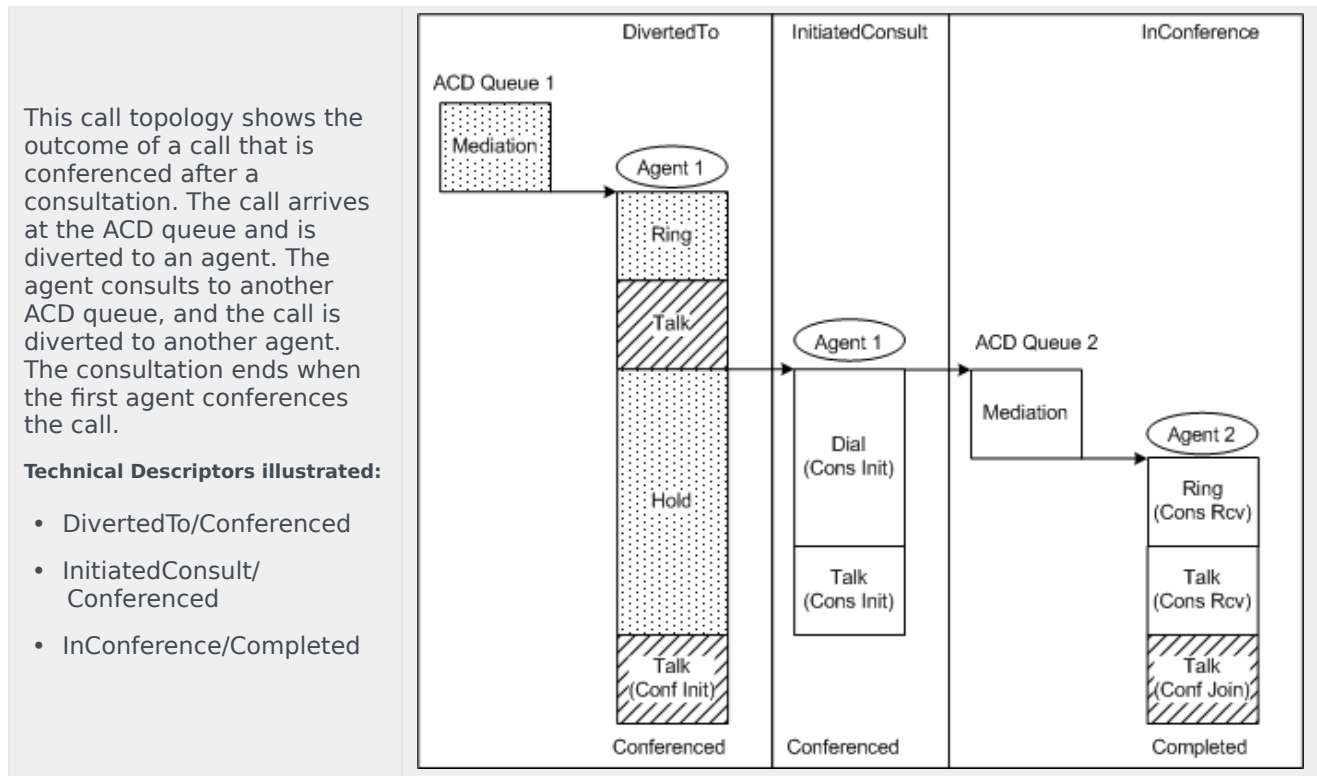 This call topology shows the
outcome of a call that is
conferenced after a
consultation. The call arrives
at the ACD queue and is
diverted to an agent. The
agent consults to another
ACD queue, and the call is
diverted to another agent.
The consultation ends when
the first agent conferences
the call.
Technical Descriptors illustrated:
• DivertedTo/Conferenced
• InitiatedConsult/
Conferenced
• InConference/Completed
DivertedTo
InitiatedConsult
InConference
ACD Queue 1
Mediation
Agent 1
Ring
Talk
Hold
Talk
(Conf Init)
Conferenced
Agent 1
Dial
(Cons Init)
Talk
(Cons Init)
Conferenced
ACD Queue 2
Mediation
Agent 2
Ring
(Cons Rcv)
Talk
(Cons Rcv)
Talk
(Conf Join)
Completed